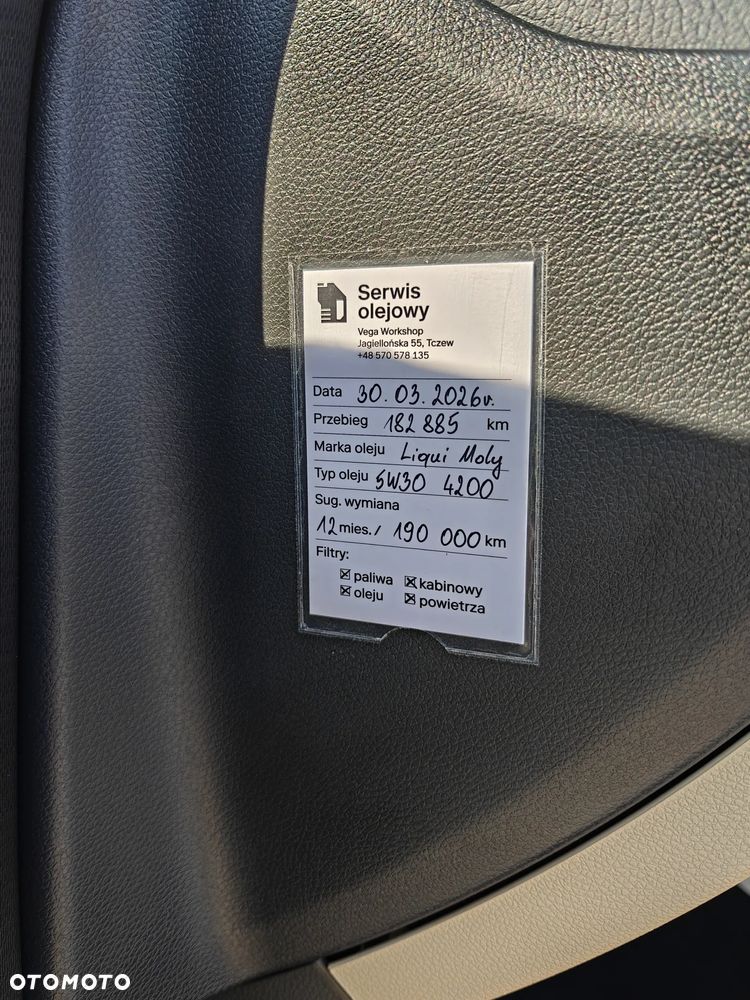 Serwis
olejowy
Vega Workshop
Jagiellońska 55, Tczew
+48 570 578 135
Data 30.03.2026r.
Przebieg 182 885 km
Marka oleju Liqui Moly
Typ oleju 5W30 4200
Sug. wymiana
12 mies./ 190 000 km
Filtry:
☒ paliwa ☒ kabinowy
☒ oleju ☒ powietrza
OTOMOTO